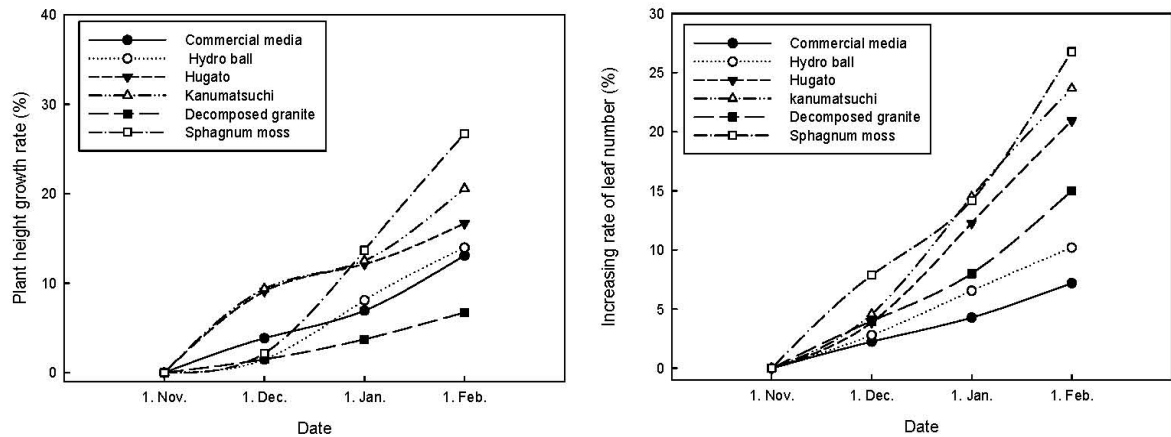 40
30
20
10
0
Plant height growth rate (%)
Commercial media
Hydro ball
Hugato
Kanumatsuchi
Decomposed granite
Sphagnum moss
1. Nov.
1. Dec.
1. Jan.
1. Feb.
Date
30
25
20
15
10
5
0
Increasing rate of leaf number (%)
Commercial media
Hydro ball
Hugato
kanumatsuchi
Decomposed granite
Sphagnum moss
1. Nov.
1. Dec.
1. Jan.
1. Feb.
Date